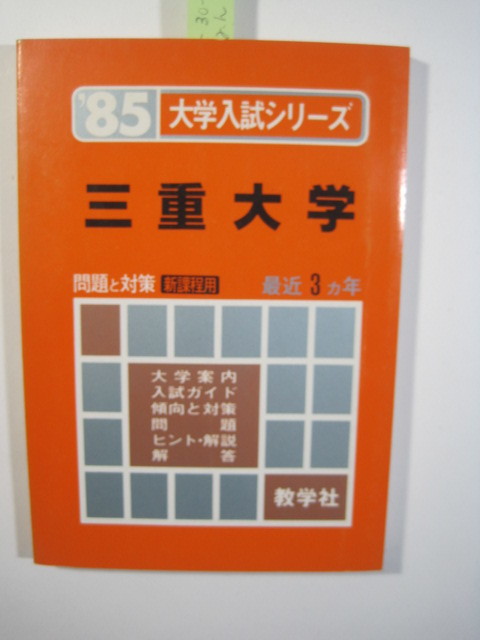 '85 大学入試シリーズ
三重大学
問題と対策 新課程用 最近3ヵ年
大学案内
入試ガイド
傾向と対策
問題
ヒント・解説
解答
教学社